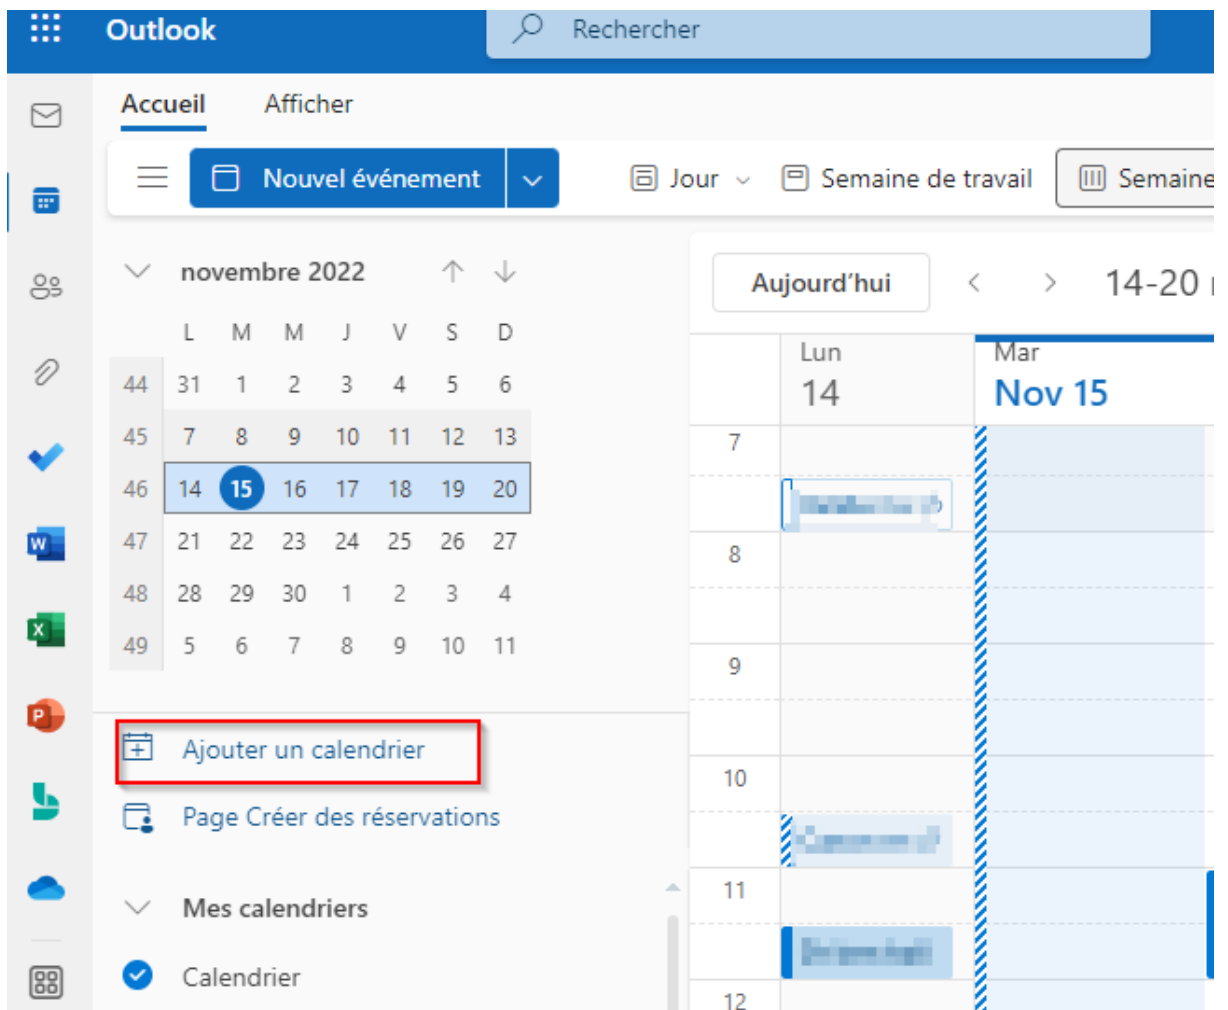 Outlook
Rechercher
Accueil Afficher
Nouvel événement
Jour Semaine de travail Semaine
novembre 2022
L M M J V S D
44 31 1 2 3 4 5 6
45 7 8 9 10 11 12 13
46 14 15 16 17 18 19 20
47 21 22 23 24 25 26 27
48 28 29 30 1 2 3 4
49 5 6 7 8 9 10 11
Ajouter un calendrier
Page Créer des réservations
Mes calendriers
Calendrier
Aujourd'hui 14-20
Lun Mar
14 Nov 15
7
8
9
10
11
12